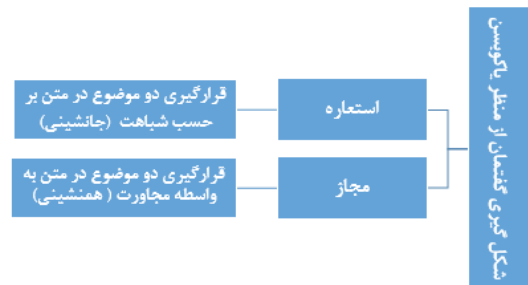 شکل گیری گفتمان از منظر یاکوبسن
استعاره
قرارگیری دو موضوع در متن بر
حسب شباهت (جانشینی)
مجاز
قرارگیری دو موضوع در متن به
واسطه مجاورت ( همنشینی)